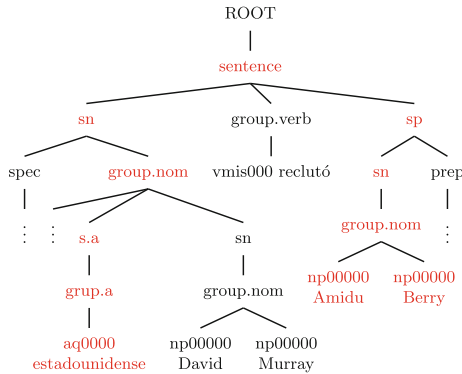 ROOT
sentence
sn group.verb sp
spec group.nom vmis000 reclutó sn prep
⋮ ⋮ s.a sn group.nom ⋮
grup.a group.nom np00000 np00000
Amidu Berry
aq0000 np00000 np00000
estadounidense David Murray